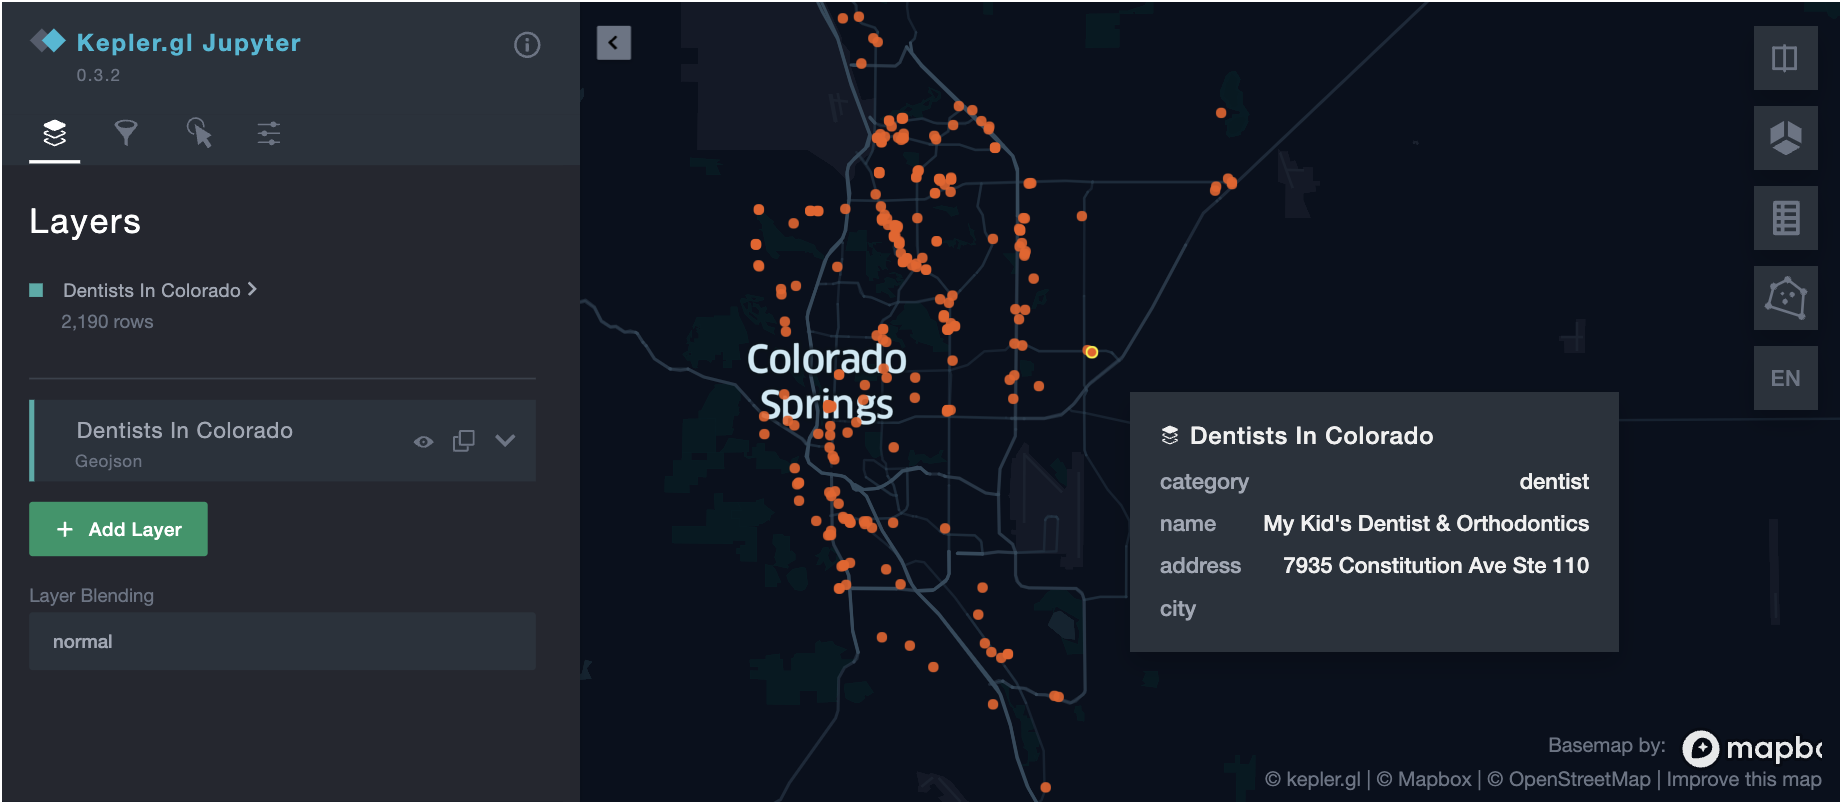 Kepler.gl Jupyter
0.3.2
Layers
Dentists In Colorado
2,190 rows
Dentists In Colorado
Geojson
+ Add Layer
Layer Blending
normal
Colorado
Springs
EN
Dentists In Colorado
category dentist
name My Kid's Dentist & Orthodontics
address 7935 Constitution Ave Ste 110
city
Basemap by: mapbo
© kepler.gl | © Mapbox | © OpenStreetMap | Improve this map